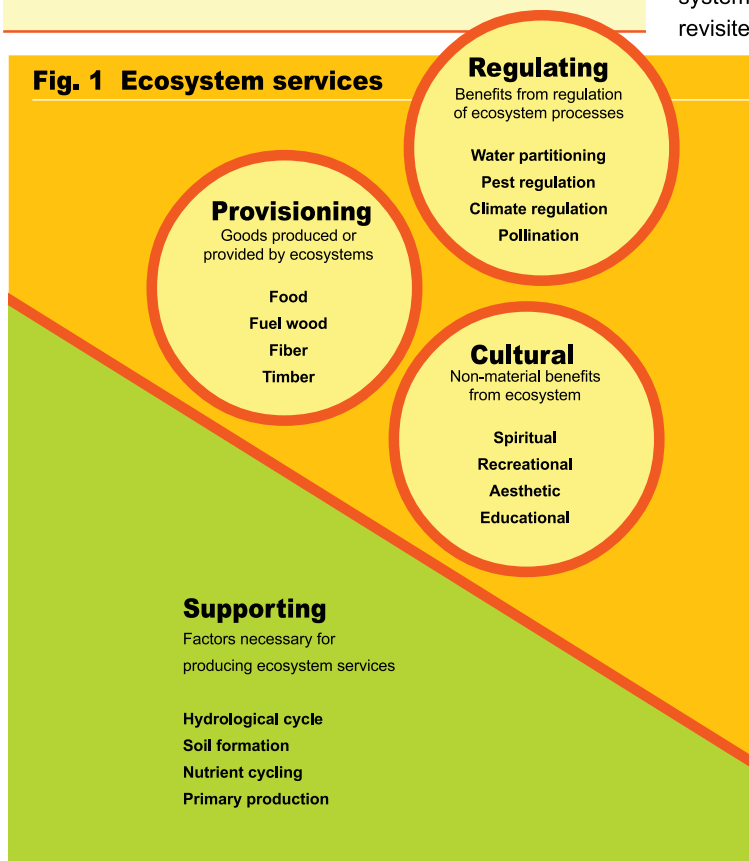 system
revisite
Fig. 1 Ecosystem services
Regulating
Benefits from regulation
of ecosystem processes
Water partitioning
Pest regulation
Climate regulation
Pollination
Provisioning
Goods produced or
provided by ecosystems
Food
Fuel wood
Fiber
Timber
Cultural
Non-material benefits
from ecosystem
Spiritual
Recreational
Aesthetic
Educational
Supporting
Factors necessary for
producing ecosystem services
Hydrological cycle
Soil formation
Nutrient cycling
Primary production